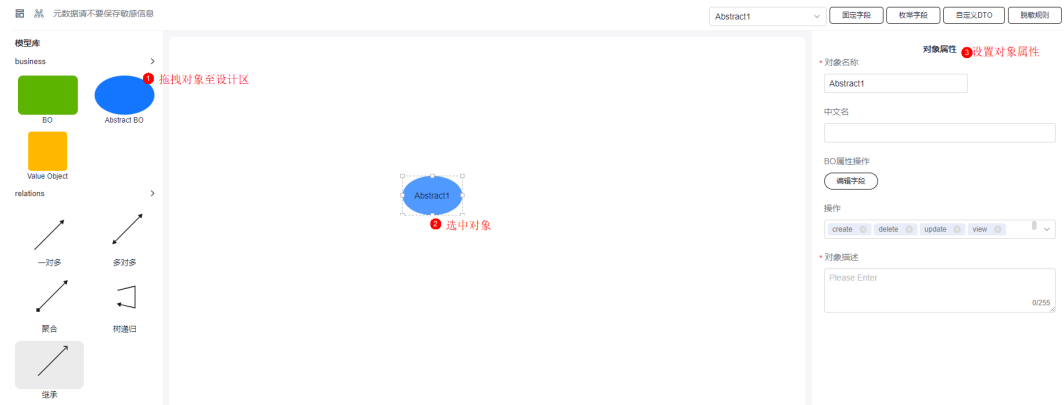 元数据请不要保存敏感信息
Abstract1
固定字段
枚举字段
自定义DTO
脱敏规则
模型库
business
1 拖拽对象至设计区
BO
Abstract BO
Value Object
relations
一对多
多对多
聚合
树递归
继承
Abstract1
2 选中对象
对象属性
3 设置对象属性
* 对象名称
Abstract1
中文名
BO属性操作
编辑字段
操作
create delete update view
* 对象描述
Please Enter
0/255